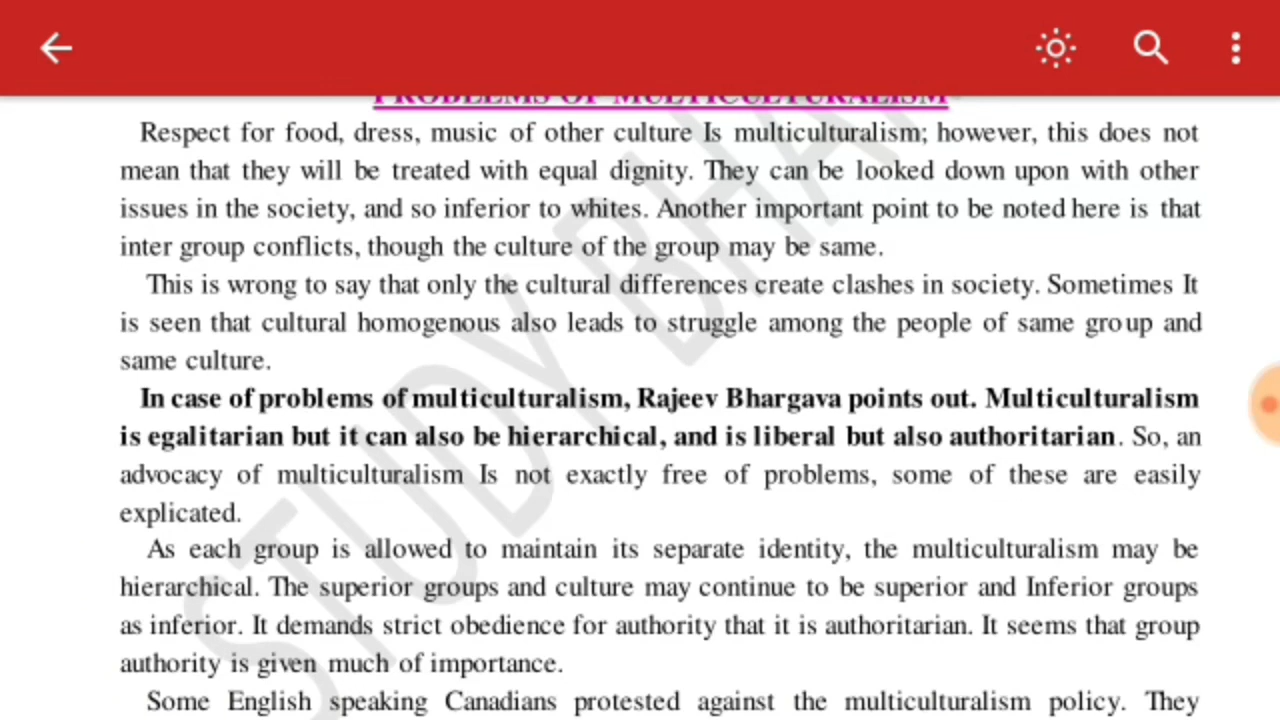 PROBLEMS OF MULTICULTURALISM
Respect for food, dress, music of other culture Is multiculturalism; however, this does not
mean that they will be treated with equal dignity. They can be looked down upon with other
issues in the society, and so inferior to whites. Another important point to be noted here is that
inter group conflicts, though the culture of the group may be same.
This is wrong to say that only the cultural differences create clashes in society. Sometimes It
is seen that cultural homogenous also leads to struggle among the people of same group and
same culture.
In case of problems of multiculturalism, Rajeev Bhargava points out. Multiculturalism
is egalitarian but it can also be hierarchical, and is liberal but also authoritarian. So, an
advocacy of multiculturalism Is not exactly free of problems, some of these are easily
explicated.
As each group is allowed to maintain its separate identity, the multiculturalism may be
hierarchical. The superior groups and culture may continue to be superior and Inferior groups
as inferior. It demands strict obedience for authority that it is authoritarian. It seems that group
authority is given much of importance.
Some English speaking Canadians protested against the multiculturalism policy. They
STUDY